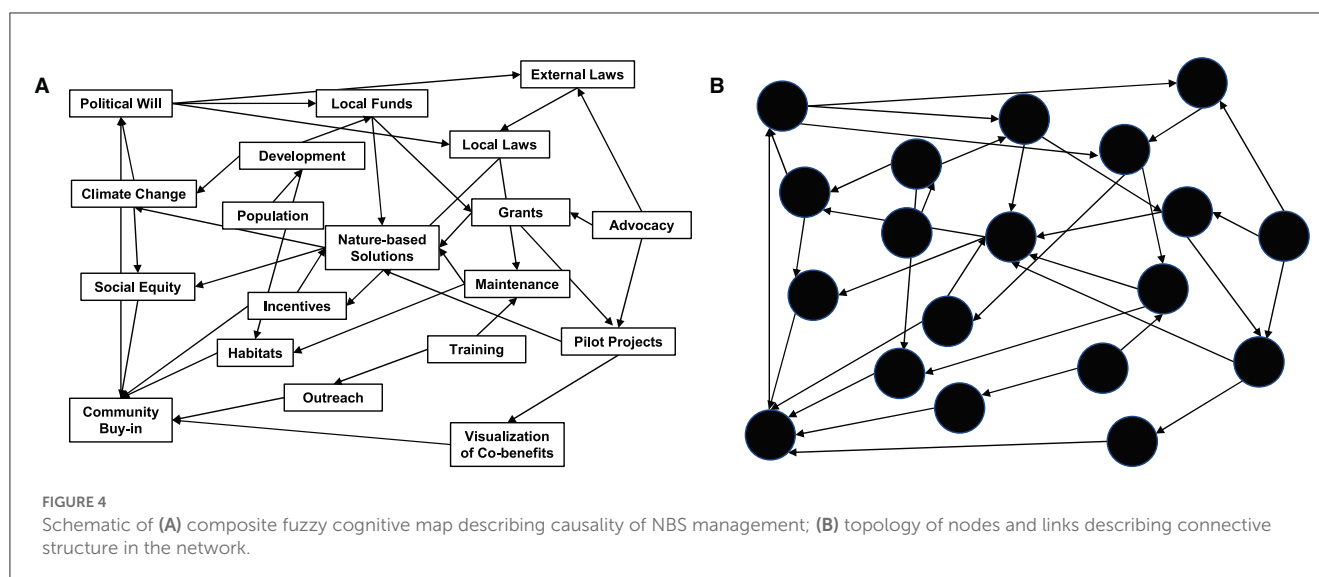 A
B
External Laws
Political Will
Local Funds
Local Laws
Development
Climate Change
Grants
Population
Advocacy
Nature-based
Solutions
Social Equity
Maintenance
Incentives
Pilot Projects
Habitats
Training
Outreach
Community
Buy-in
Visualization
of Co-benefits
FIGURE 4
Schematic of (A) composite fuzzy cognitive map describing causality of NBS management; (B) topology of nodes and links describing connective
structure in the network.